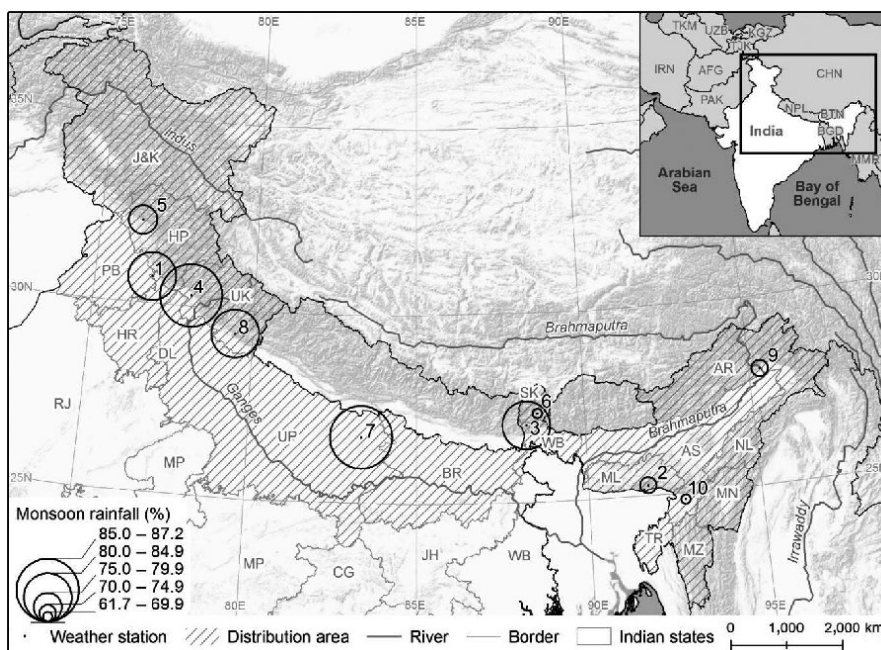 75E
80E
85E
90E
95E
TKM
UZB
KGZ
TJK
IRN
AFG
CHN
PAK
NPL
BTN
India
BGD
MMR
Arabian
Sea
Bay of
Bengal
35N
35N
Indus
J&K
5
HP
PB
1
4
30N
30N
UK
8
HR
DL
Brahmaputra
9
AR
SK
6
3
WB
Brahmaputra
RJ
Ganges
UP
7
AS
NL
MP
BR
25N
25N
ML
2
10
MN
TR
MZ
Irrawaddy
MP
CG
JH
WB
Monsoon rainfall (%)
85.0 – 87.2
80.0 – 84.9
75.0 – 79.9
70.0 – 74.9
61.7 – 69.9
80E
90E
95E
Weather station
Distribution area
River
Border
Indian states
0 1,000 2,000 km